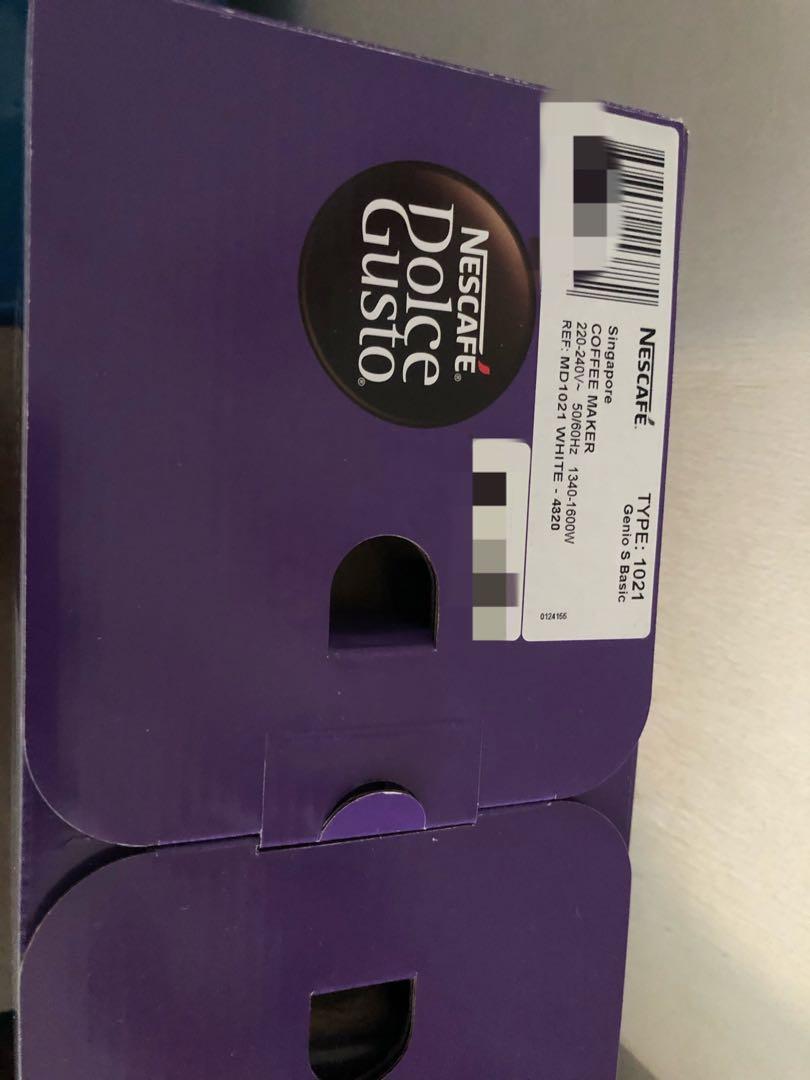 NESCAFÉ®
Dolce
Gusto®
NESCAFÉ. TYPE: 1021
Genio S Basic
Singapore
COFFEE MAKER
220-240V~ 50/60Hz 1340-1600W
REF: MD1021 WHITE - 4320
0124156